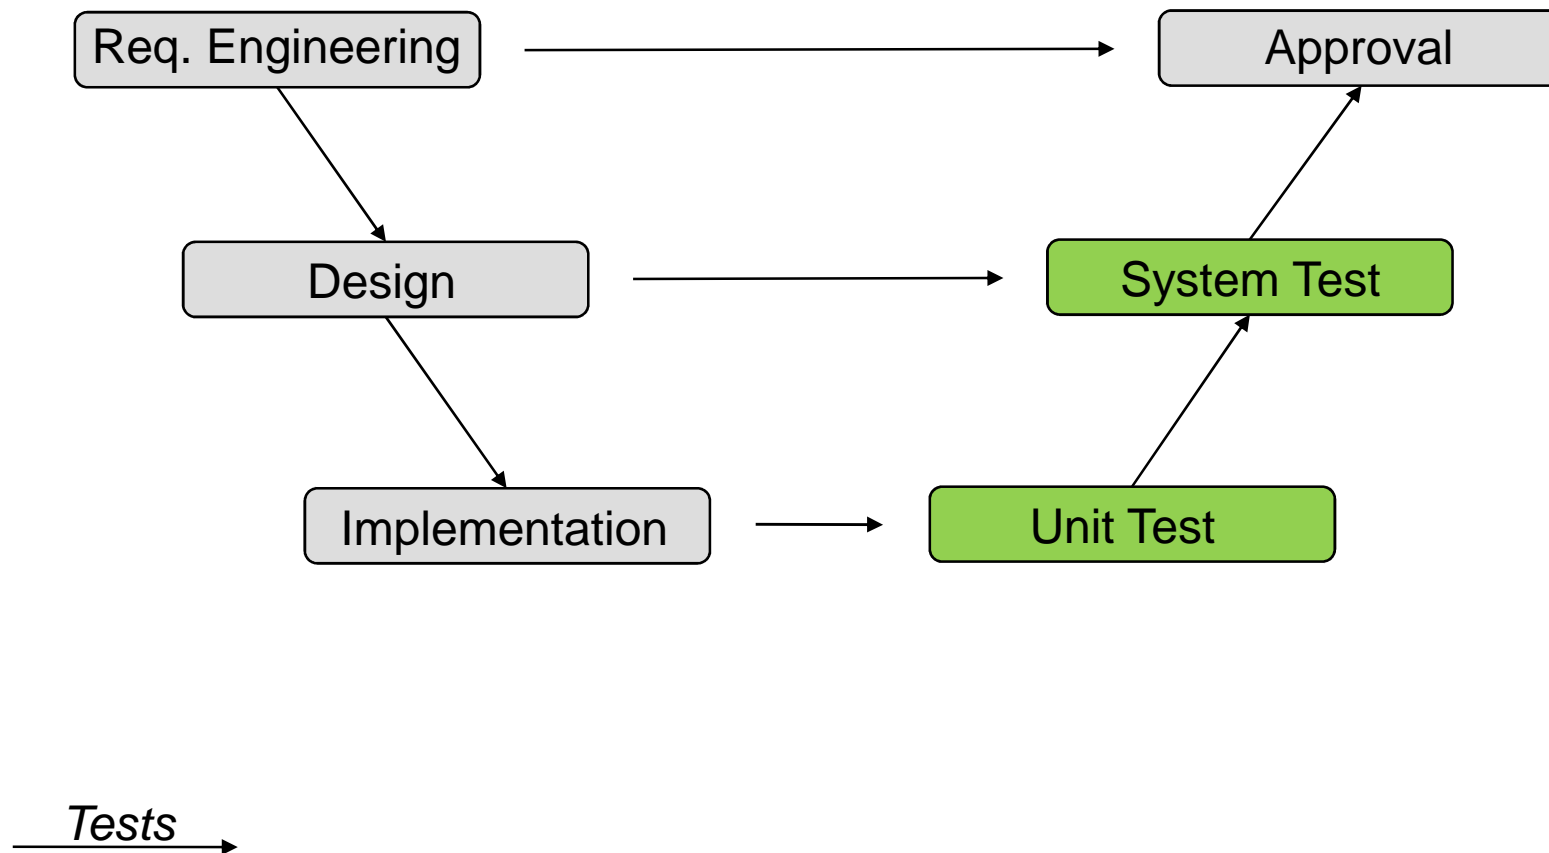 Req. Engineering
Approval
Design
System Test
Implementation
Unit Test
Tests